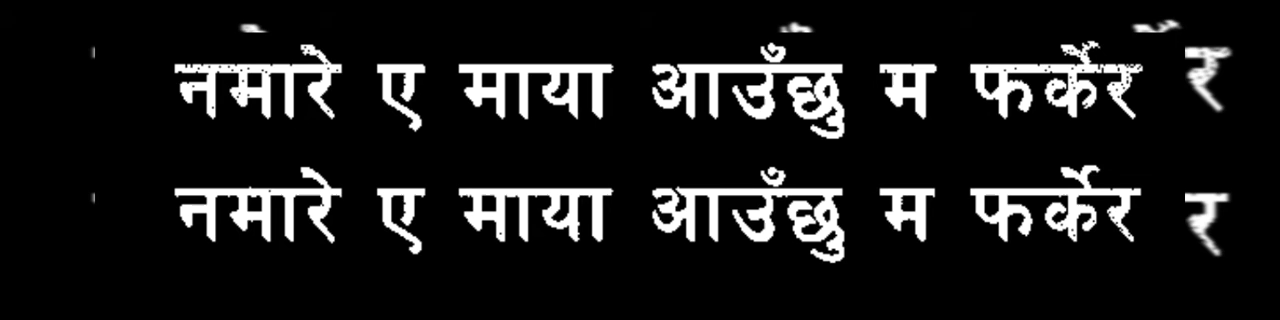 नमारे ए माया आउँछु म फर्केर र
नमारे ए माया आउँछु म फर्केर र